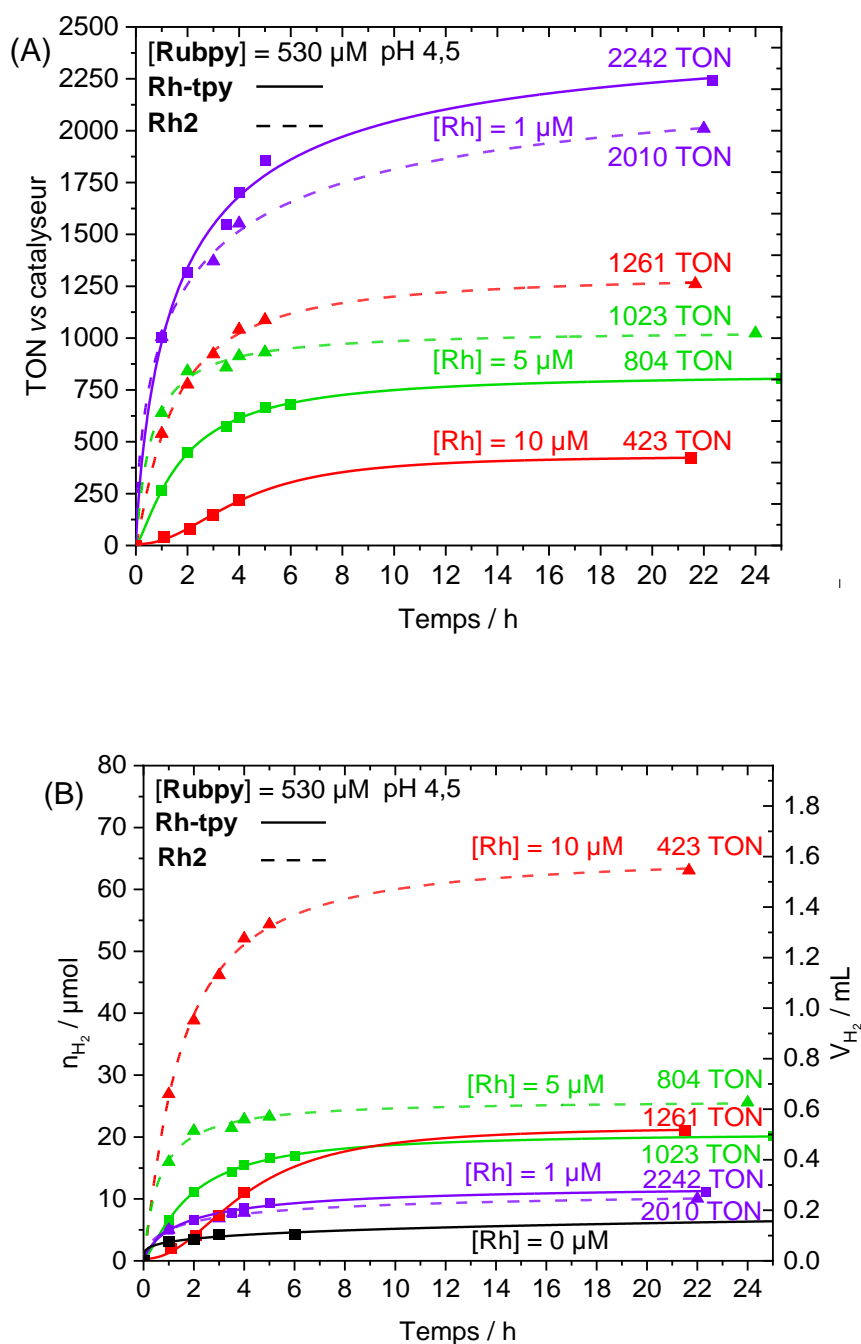 (A)
[Rubpy] = 530 µM pH 4,5
Rh-tpy
Rh2
2242 TON
[Rh] = 1 µM
2010 TON
1261 TON
1023 TON
[Rh] = 5 µM 804 TON
[Rh] = 10 µM 423 TON
TON vs catalyseur
2500
2250
2000
1750
1500
1250
1000
750
500
250
0
0 2 4 6 8 10 12 14 16 18 20 22 24
Temps / h
(B)
[Rubpy] = 530 µM pH 4,5
Rh-tpy
Rh2
[Rh] = 10 µM 423 TON
[Rh] = 5 µM 804 TON
1261 TON
1023 TON
[Rh] = 1 µM 2242 TON
2010 TON
[Rh] = 0 µM
n H₂ / µmol
80
70
60
50
40
30
20
10
0
V H₂ / mL
1.8
1.6
1.4
1.2
1.0
0.8
0.6
0.4
0.2
0.0
0 2 4 6 8 10 12 14 16 18 20 22 24
Temps / h